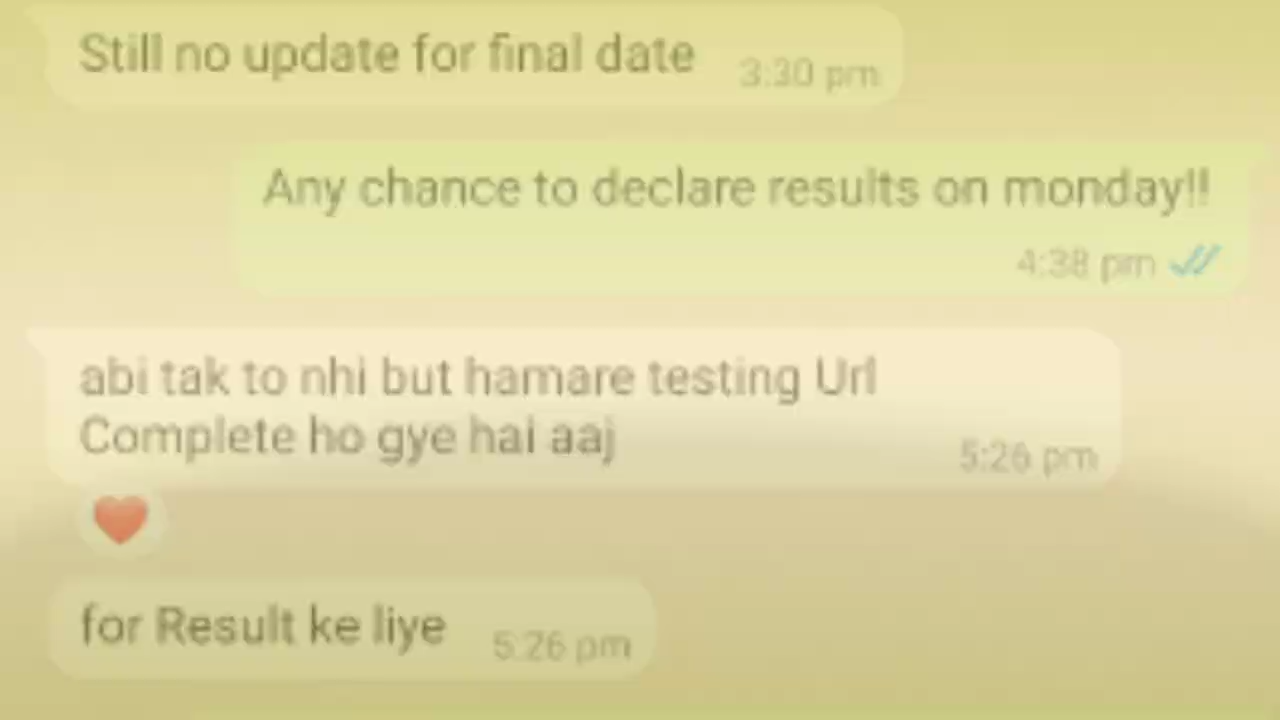 Still no update for final date
3:30 pm
Any chance to declare results on monday!!
4:38 pm
abi tak to nhi but hamare testing Url
Complete ho gye hai aaj
5:26 pm
for Result ke liye
5:26 pm